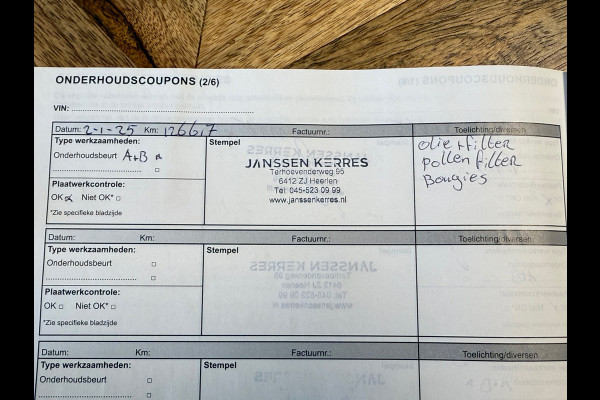 ONDERHOUDSCOUPONS (2/6)
VIN:
Datum: 2-1-25 Km: 126617 Factuurnr.: Toelichting/diversen
Type werkzaamheden: Stempel olie + filter
Onderhoudsbeurt A+B pollen filter
Bougies
JANSSEN KERRES
Terhoevenderweg 95
6412 ZJ Heerlen
Tel: 045-523 09 99
www.janssenkerres.nl
Plaatwerkcontrole:
OK Niet OK*
*Zie specifieke bladzijde
Datum: Km: Factuurnr.: Toelichting/diversen
Type werkzaamheden: Stempel
Onderhoudsbeurt
Plaatwerkcontrole:
OK Niet OK*
*Zie specifieke bladzijde
Datum: Km: Factuurnr.: Toelichting/diversen
Type werkzaamheden: Stempel
Onderhoudsbeurt